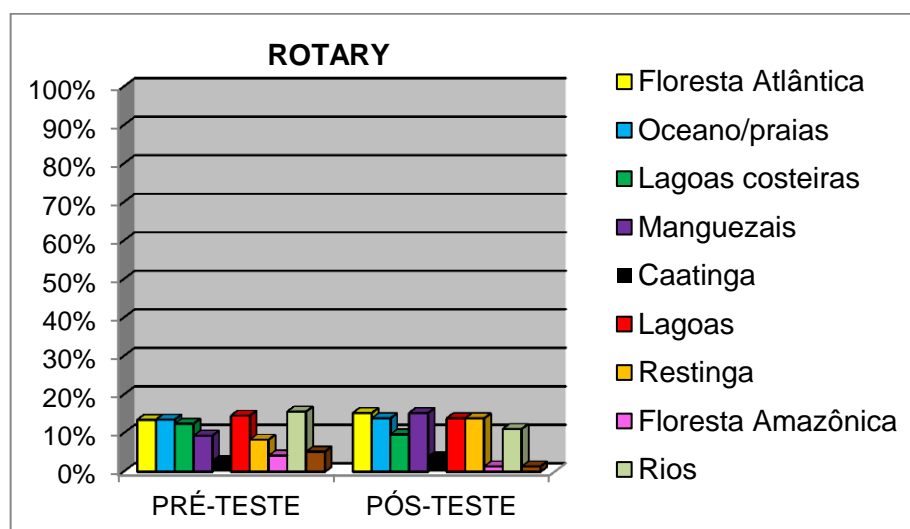 ROTARY
100%
90%
80%
70%
60%
50%
40%
30%
20%
10%
0%
PRÉ-TESTE
PÓS-TESTE
Floresta Atlântica
Oceano/praias
Lagoas costeiras
Manguezais
Caatinga
Lagoas
Restinga
Floresta Amazônica
Rios